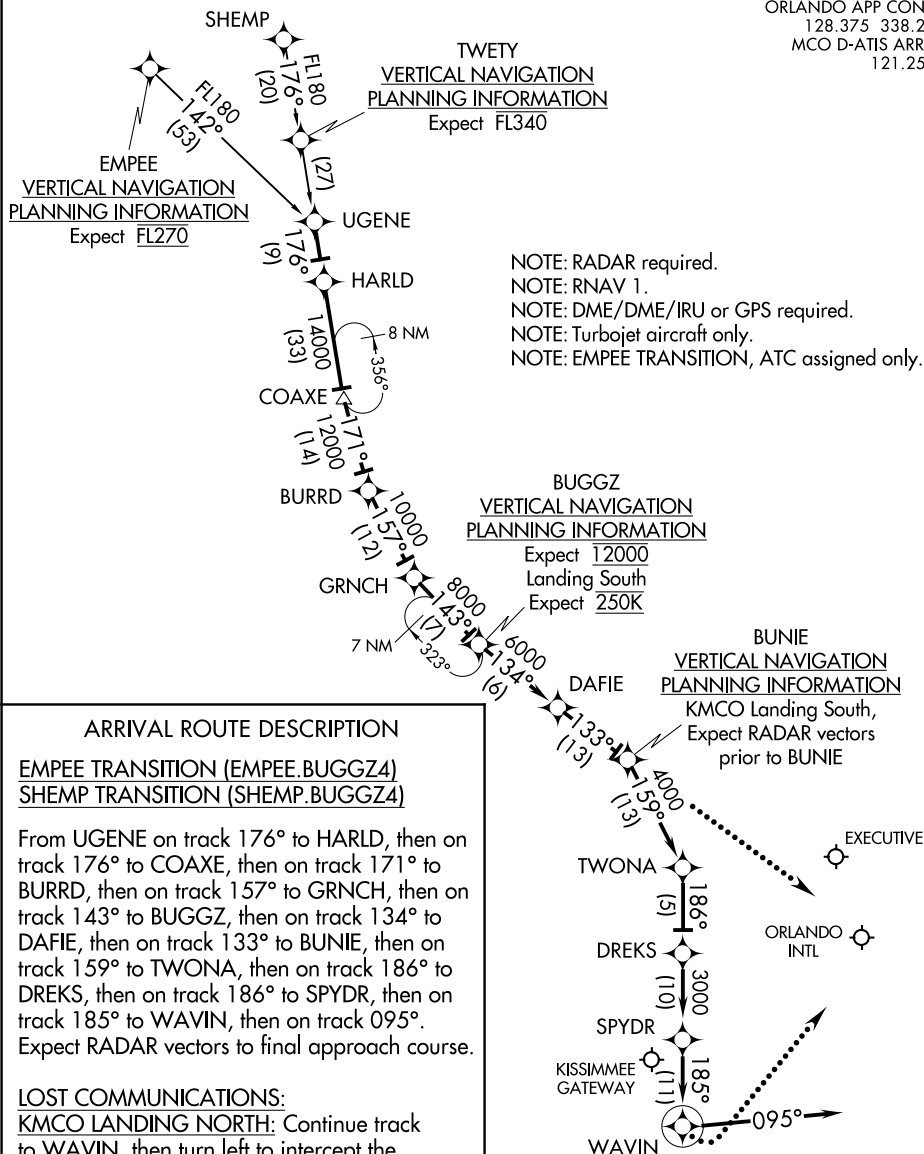 ORLANDO APP CON
128.375 338.2
MCO D-ATIS ARR
121.25
SHEMP
FL180
176°
(20)
TWETY
VERTICAL NAVIGATION
PLANNING INFORMATION
Expect FL340
FL180
142°
(53)
EMPEE
VERTICAL NAVIGATION
PLANNING INFORMATION
Expect FL270
(27)
UGENE
176°
(9)
HARLD
NOTE: RADAR required.
NOTE: RNAV 1.
NOTE: DME/DME/IRU or GPS required.
NOTE: Turbojet aircraft only.
NOTE: EMPEE TRANSITION, ATC assigned only.
14000
(33)
8 NM
356°
COAXE
171°
12000
(14)
BURRD
10000
157°
(12)
GRNCH
8000
143°
(7)
7 NM
323°
BUGGZ
VERTICAL NAVIGATION
PLANNING INFORMATION
Expect 12000
Landing South
Expect 250K
6000
134°
(6)
DAFIE
133°
(13)
BUNIE
VERTICAL NAVIGATION
PLANNING INFORMATION
KMCO Landing South,
Expect RADAR vectors
prior to BUNIE
4000
159°
(13)
TWONA
186°
(5)
EXECUTIVE
ORLANDO
INTL
DREKS
3000
(10)
SPYDR
KISSIMMEE
GATEWAY
185°
(11)
WAVIN
095°
ARRIVAL ROUTE DESCRIPTION
EMPEE TRANSITION (EMPEE.BUGGZ4)
SHEMP TRANSITION (SHEMP.BUGGZ4)
From UGENE on track 176° to HARLD, then on
track 176° to COAXE, then on track 171° to
BURRD, then on track 157° to GRNCH, then on
track 143° to BUGGZ, then on track 134° to
DAFIE, then on track 133° to BUNIE, then on
track 159° to TWONA, then on track 186° to
DREKS, then on track 186° to SPYDR, then on
track 185° to WAVIN, then on track 095°.
Expect RADAR vectors to final approach course.
LOST COMMUNICATIONS:
KMCO LANDING NORTH: Continue track
to WAVIN, then turn left to intercept the